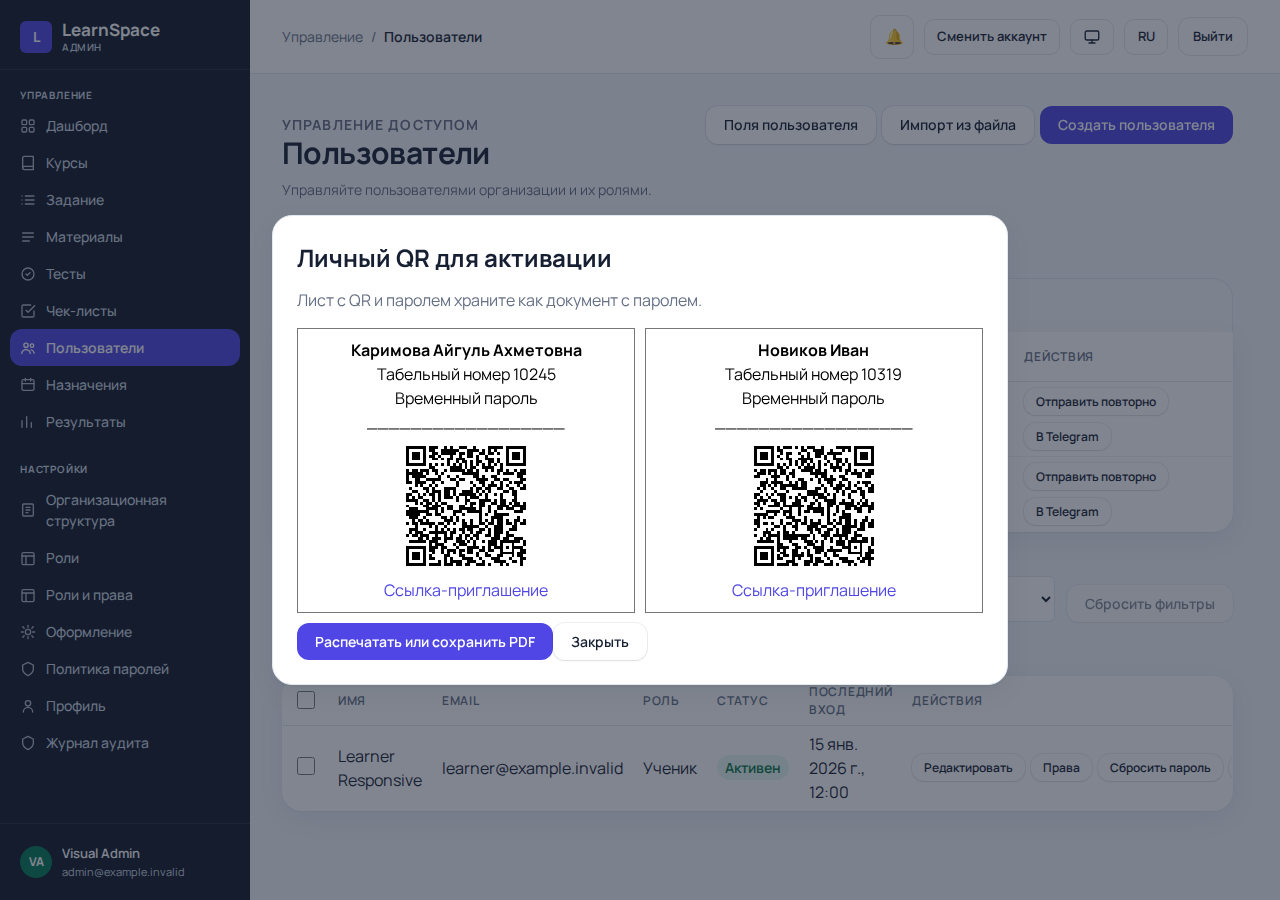 L
LearnSpace
АДМИН
УПРАВЛЕНИЕ
Дашборд
Курсы
Задание
Материалы
Тесты
Чек-листы
Пользователи
Назначения
Результаты
НАСТРОЙКИ
Организационная
структура
Роли
Роли и права
Оформление
Политика паролей
Профиль
Журнал аудита
VA
Visual Admin
admin@example.invalid
Управление / Пользователи
Сменить аккаунт
RU
Выйти
УПРАВЛЕНИЕ ДОСТУПОМ
Пользователи
Управляйте пользователями организации и их ролями.
Поля пользователя
Импорт из файла
Создать пользователя
Личный QR для активации
Лист с QR и паролем храните как документ с паролем.
Каримова Айгуль Ахметовна
Табельный номер 10245
Временный пароль
__________________
Ссылка-приглашение
Новиков Иван
Табельный номер 10319
Временный пароль
__________________
Ссылка-приглашение
Распечатать или сохранить PDF
Закрыть
ДЕЙСТВИЯ
Отправить повторно
В Telegram
Отправить повторно
В Telegram
Сбросить фильтры
ИМЯ
EMAIL
РОЛЬ
СТАТУС
ПОСЛЕДНИЙ
ВХОД
ДЕЙСТВИЯ
Learner
Responsive
learner@example.invalid
Ученик
Активен
15 янв.
2026 г.,
12:00
Редактировать
Права
Сбросить пароль